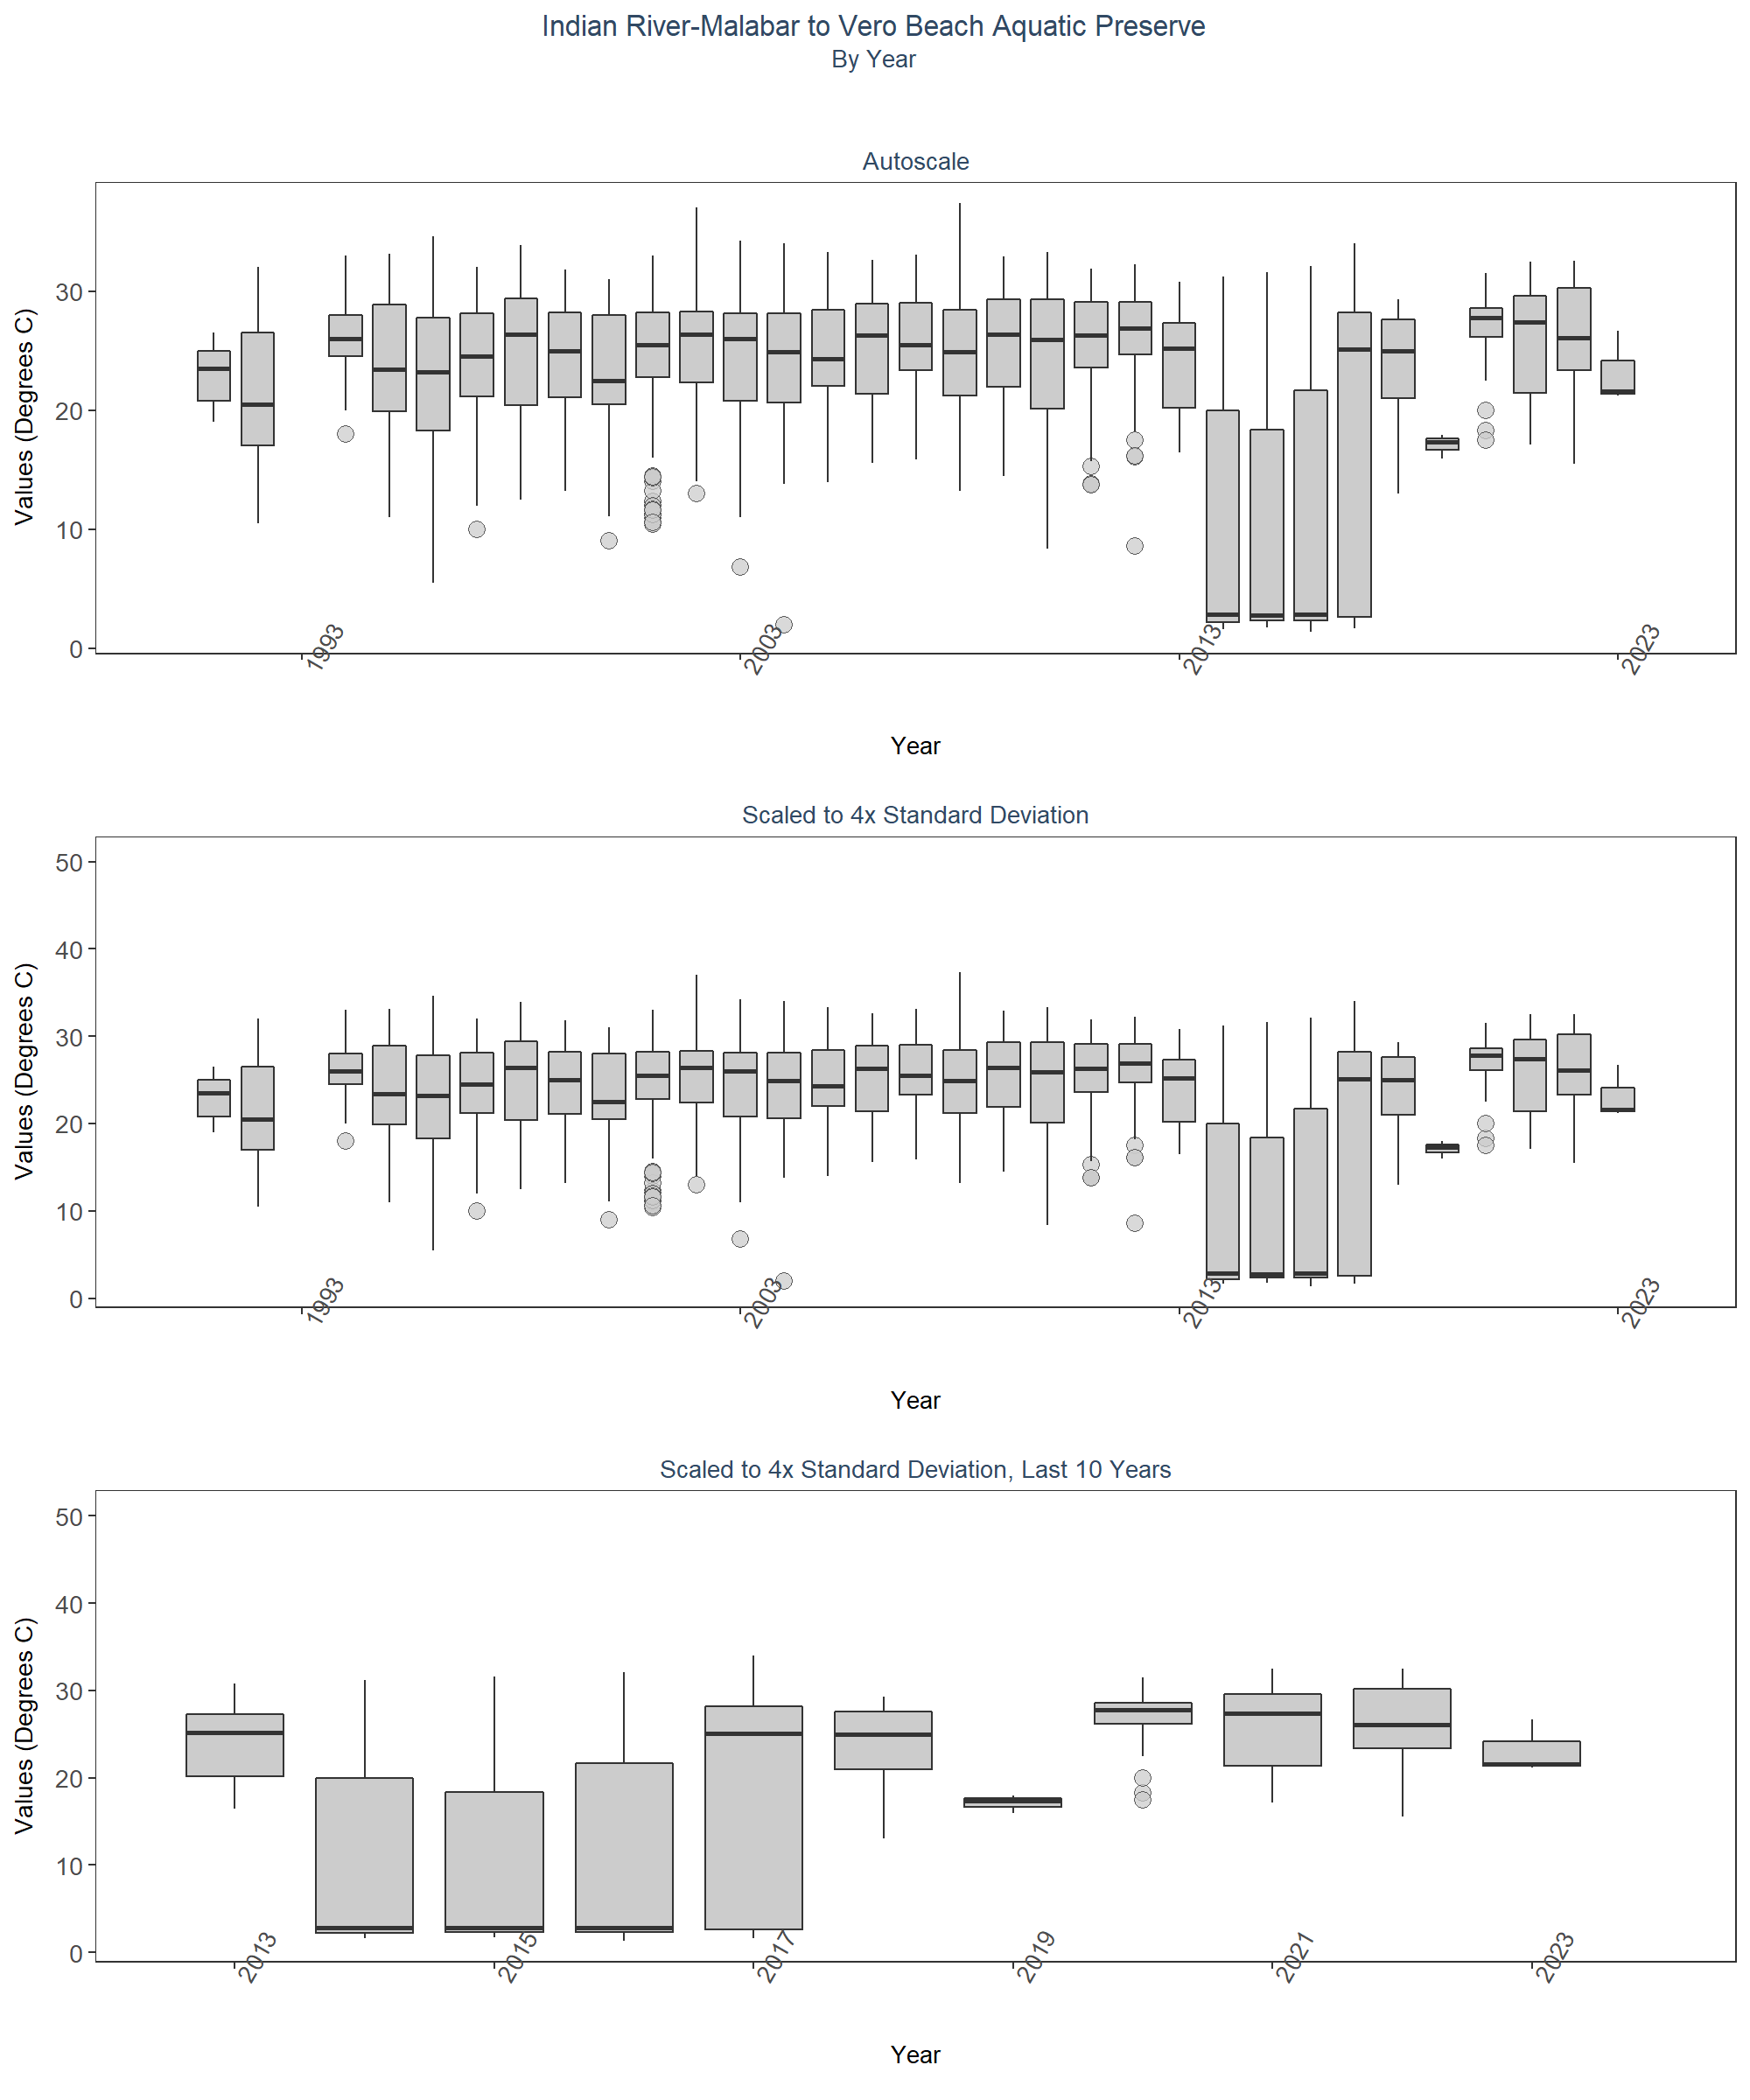 Indian River-Malabar to Vero Beach Aquatic Preserve
By Year
Autoscale
Values (Degrees C)
30
20
10
0
1993
2003
2013
2023
Year
Scaled to 4x Standard Deviation
Values (Degrees C)
50
40
30
20
10
0
1993
2003
2013
2023
Year
Scaled to 4x Standard Deviation, Last 10 Years
Values (Degrees C)
50
40
30
20
10
0
2013
2015
2017
2019
2021
2023
Year